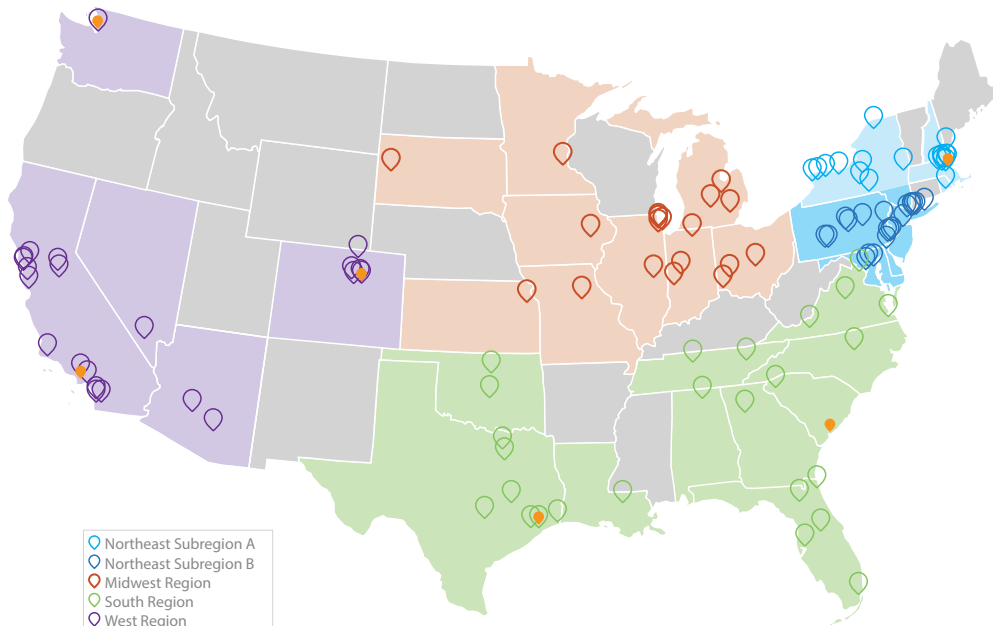 Northeast Subregion A
Northeast Subregion B
Midwest Region
South Region
West Region